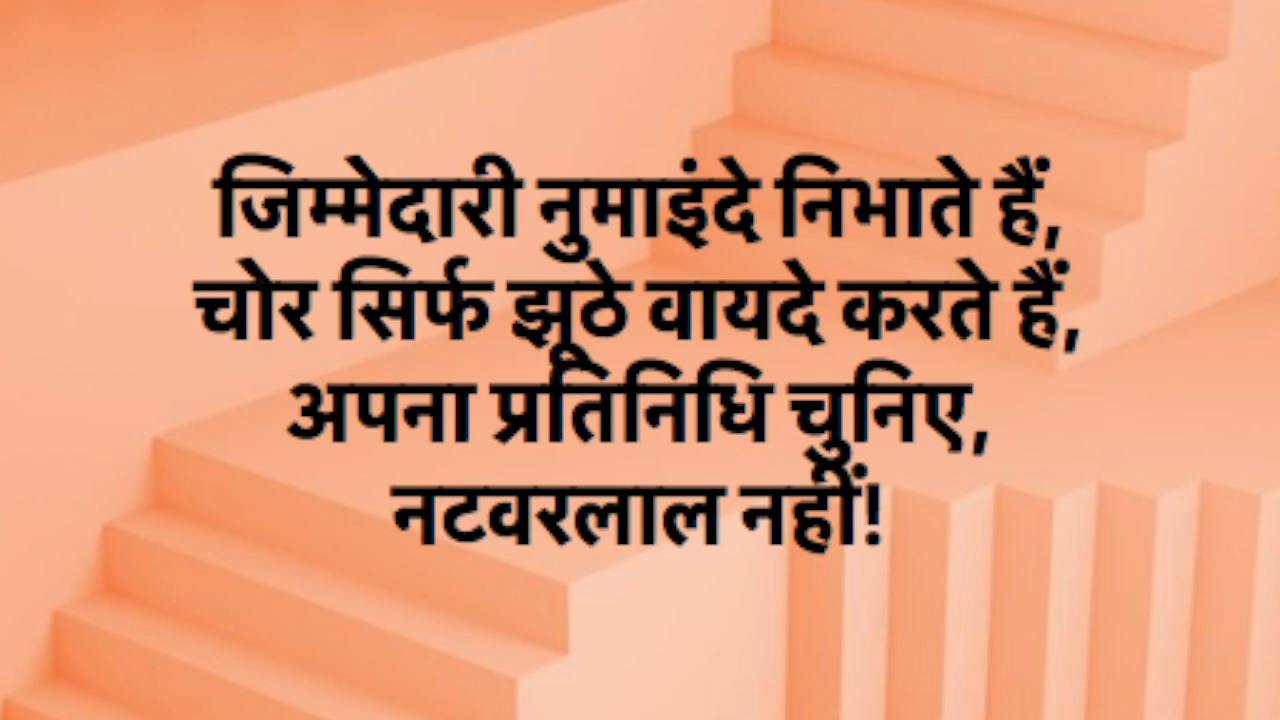 जिम्मेदारी नुमाइंदे निभाते हैं,
चोर सिर्फ झूठे वायदे करते हैं,
अपना प्रतिनिधि चुनिए,
नटवरलाल नहीं!